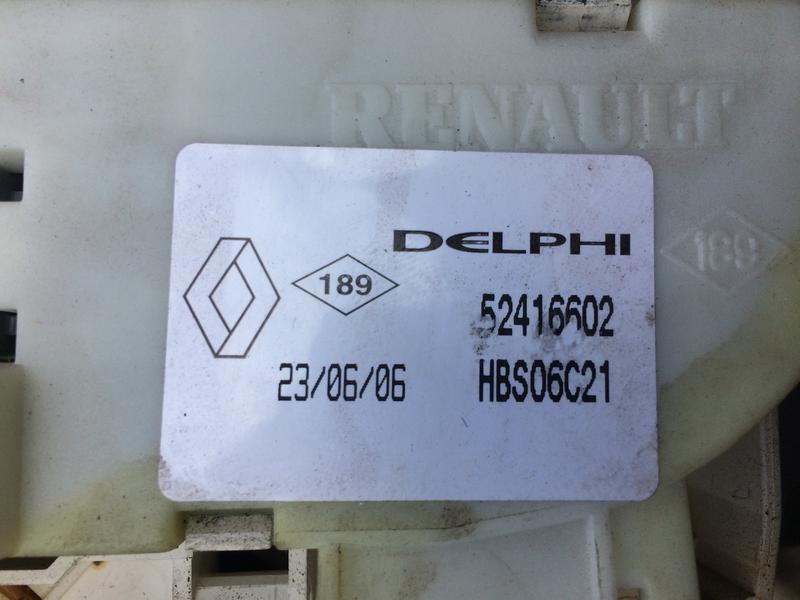 RENAULT
DELPHI
189
189
52416602
23/06/06
HBS06C21